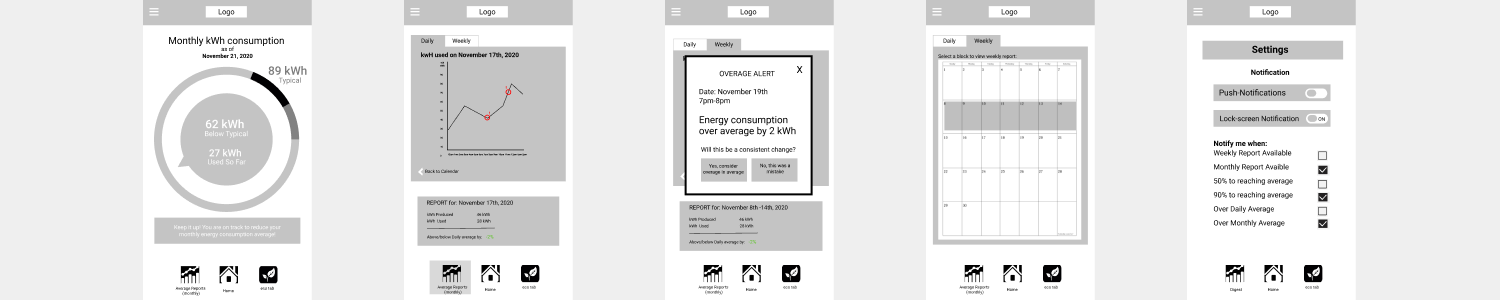 Logo
Monthly kWh consumption
as of
November 21, 2020
89 kWh
Typical
62 kWh
Below Typical
27 kWh
Used So Far
Keep it up! You are on track to reduce your
monthly energy consumption average!
Average Reports
(monthly)
Home
eco lab
Logo
Daily Weekly
kwH used on November 17th, 2020
Back to Calendar
REPORT for: November 17th, 2020
kWh Produced 46 kWh
kWh Used 28 kWh
Above/below Daily average by:
Average Reports
(monthly)
Home
eco lab
Logo
Daily Weekly
OVERAGE ALERT X
Date: November 19th
7pm-8pm
Energy consumption
over average by 2 kWh
Will this be a consistent change?
Yes, consider
overage in average
No, this was a
mistake
REPORT for: November 8th -14th, 2020
kWh Produced 46 kWh
kWh Used 28 kWh
Above/below Daily average by:
Average Reports
(monthly)
Home
eco lab
Logo
Daily Weekly
Select a block to view weekly report:
1 2 3 4 5 6 7
8 9 10 11 12 13 14
15 16 17 18 19 20 21
22 23 24 25 26 27 28
29 30
Average Reports
(monthly)
Home
eco lab
Logo
Settings
Notification
Push-Notifications
Lock-screen Notification ON
Notify me when:
Weekly Report Available
Monthly Report Avaible
50% to reaching average
90% to reaching average
Over Daily Average
Over Monthly Average
Digest
Home
eco lab